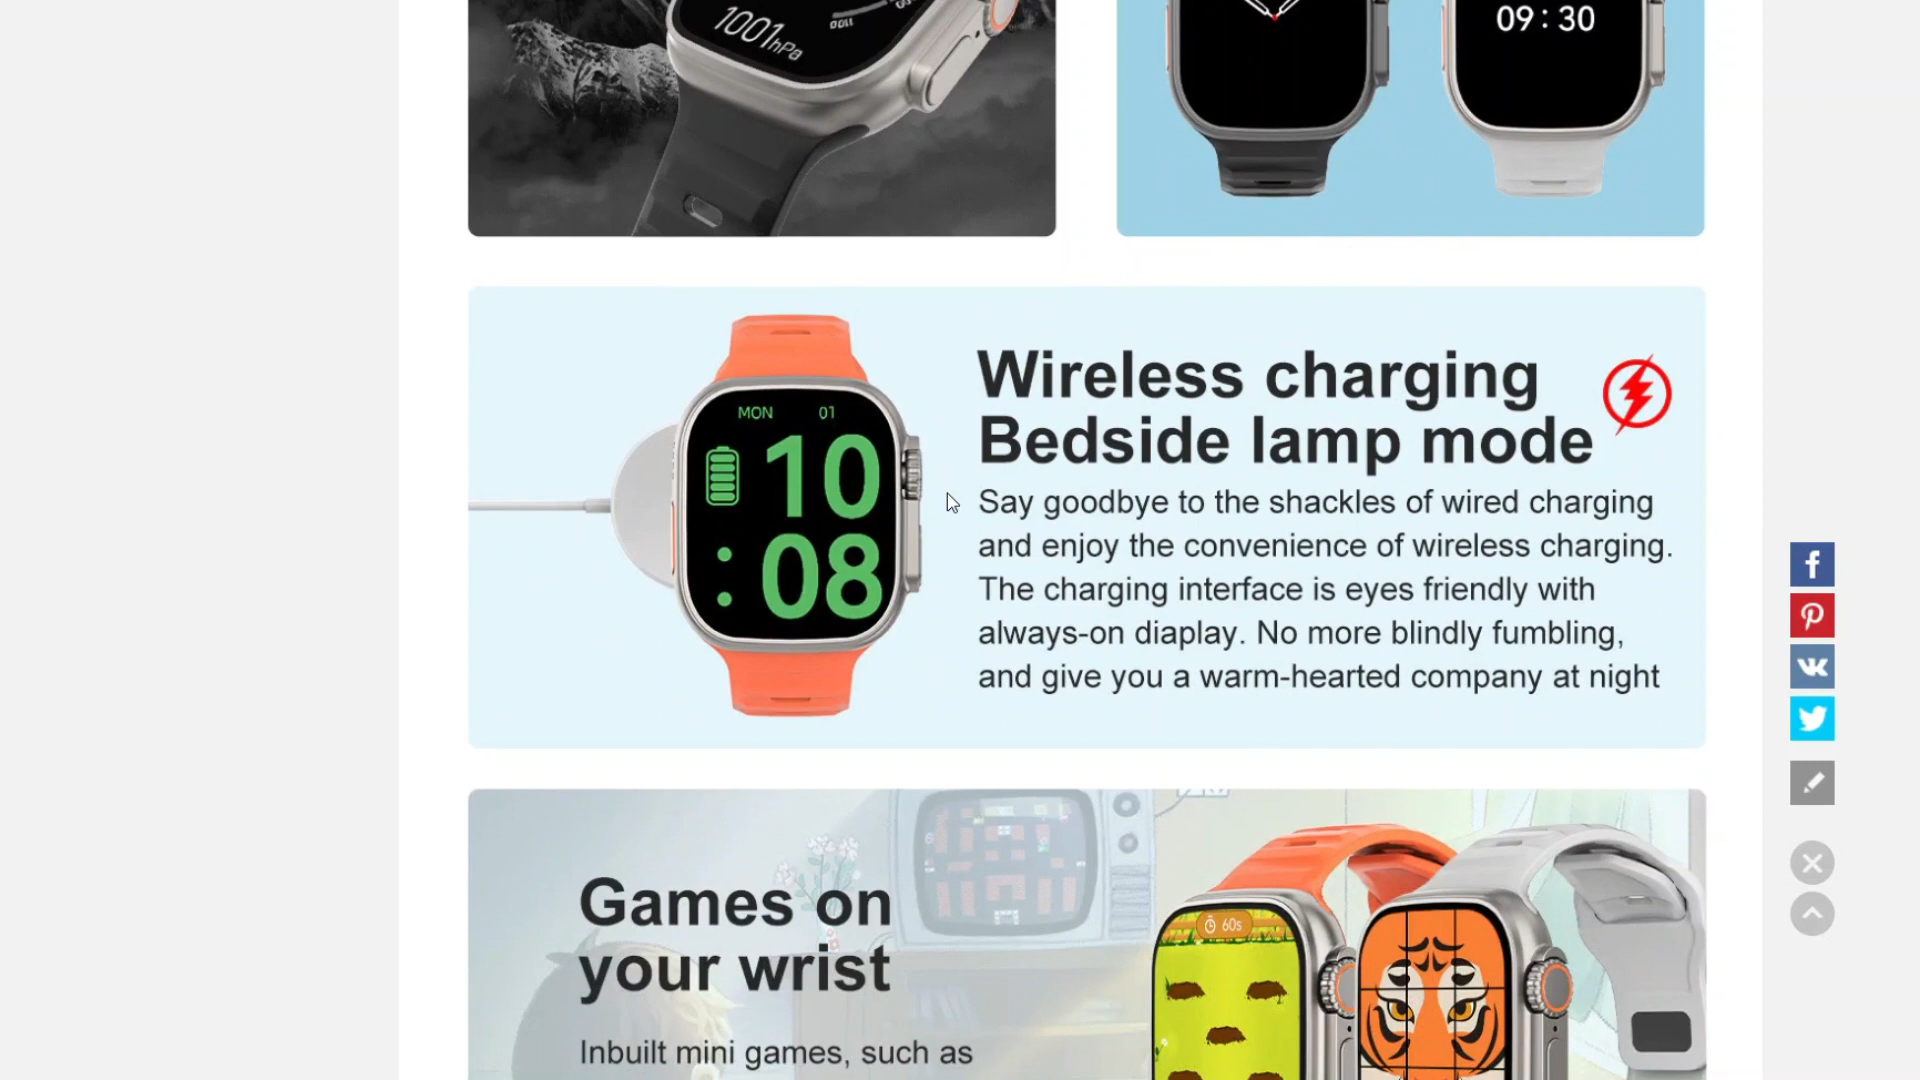 1001hPa
09:30
Wireless charging
Bedside lamp mode
MON 01
10
:08
Say goodbye to the shackles of wired charging
and enjoy the convenience of wireless charging.
The charging interface is eyes friendly with
always-on diaplay. No more blindly fumbling,
and give you a warm-hearted company at night
Games on
your wrist
60s
Inbuilt mini games, such as